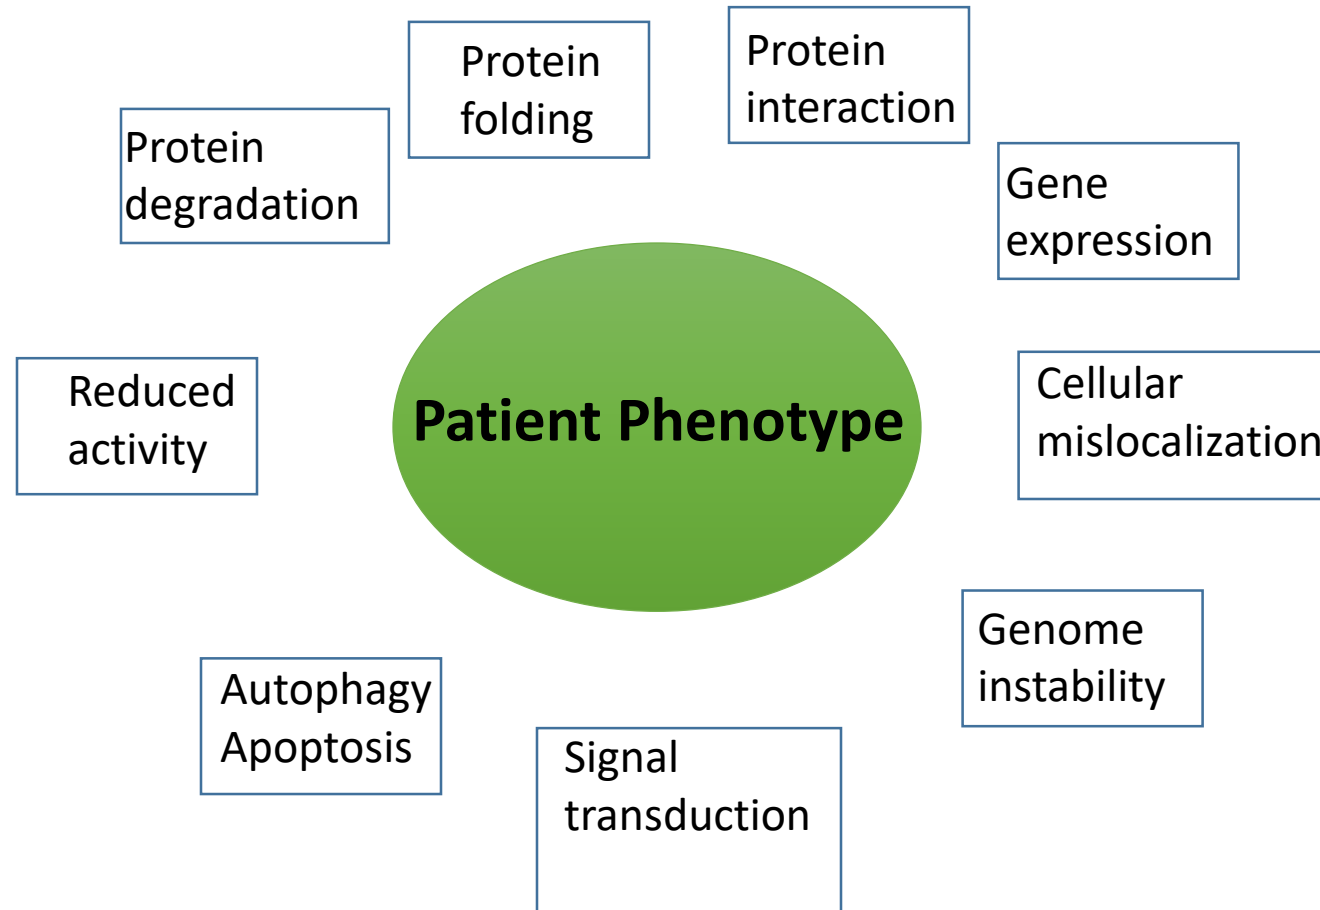 Protein
folding
Protein
interaction
Protein
degradation
Gene
expression
Reduced
activity
Patient Phenotype
Cellular
mislocalization
Genome
instability
Autophagy
Apoptosis
Signal
transduction